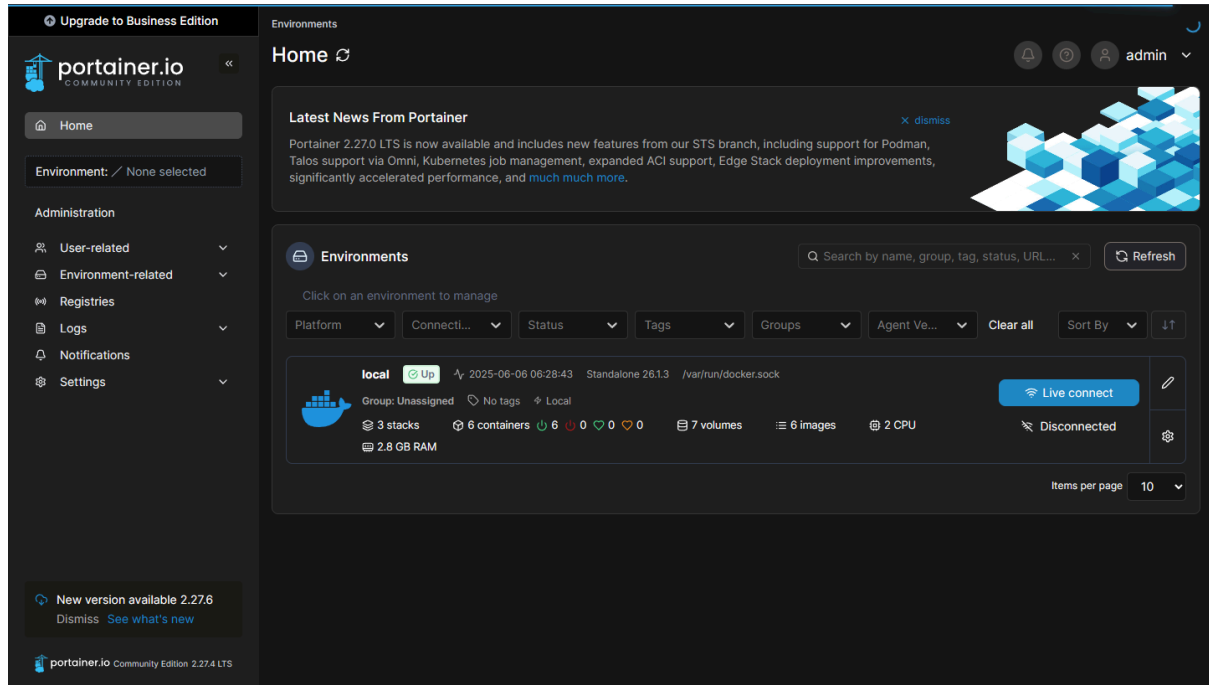 Upgrade to Business Edition
portainer.io
COMMUNITY EDITION
Home
Environment: / None selected
Administration
User-related
Environment-related
Registries
Logs
Notifications
Settings
New version available 2.27.6
Dismiss See what's new
portainer.io Community Edition 2.27.4 LTS
Environments
Home
admin
Latest News From Portainer
dismiss
Portainer 2.27.0 LTS is now available and includes new features from our STS branch, including support for Podman,
Talos support via Omni, Kubernetes job management, expanded ACI support, Edge Stack deployment improvements,
significantly accelerated performance, and much much more.
Environments
Search by name, group, tag, status, URL...
Refresh
Click on an environment to manage
Platform Connecti... Status Tags Groups Agent Ve... Clear all Sort By
local Up 2025-06-06 06:28:43 Standalone 26.1.3 /var/run/docker.sock
Group: Unassigned No tags Local
3 stacks 6 containers 6 0 0 0 7 volumes 6 images 2 CPU
2.8 GB RAM
Live connect
Disconnected
Items per page 10